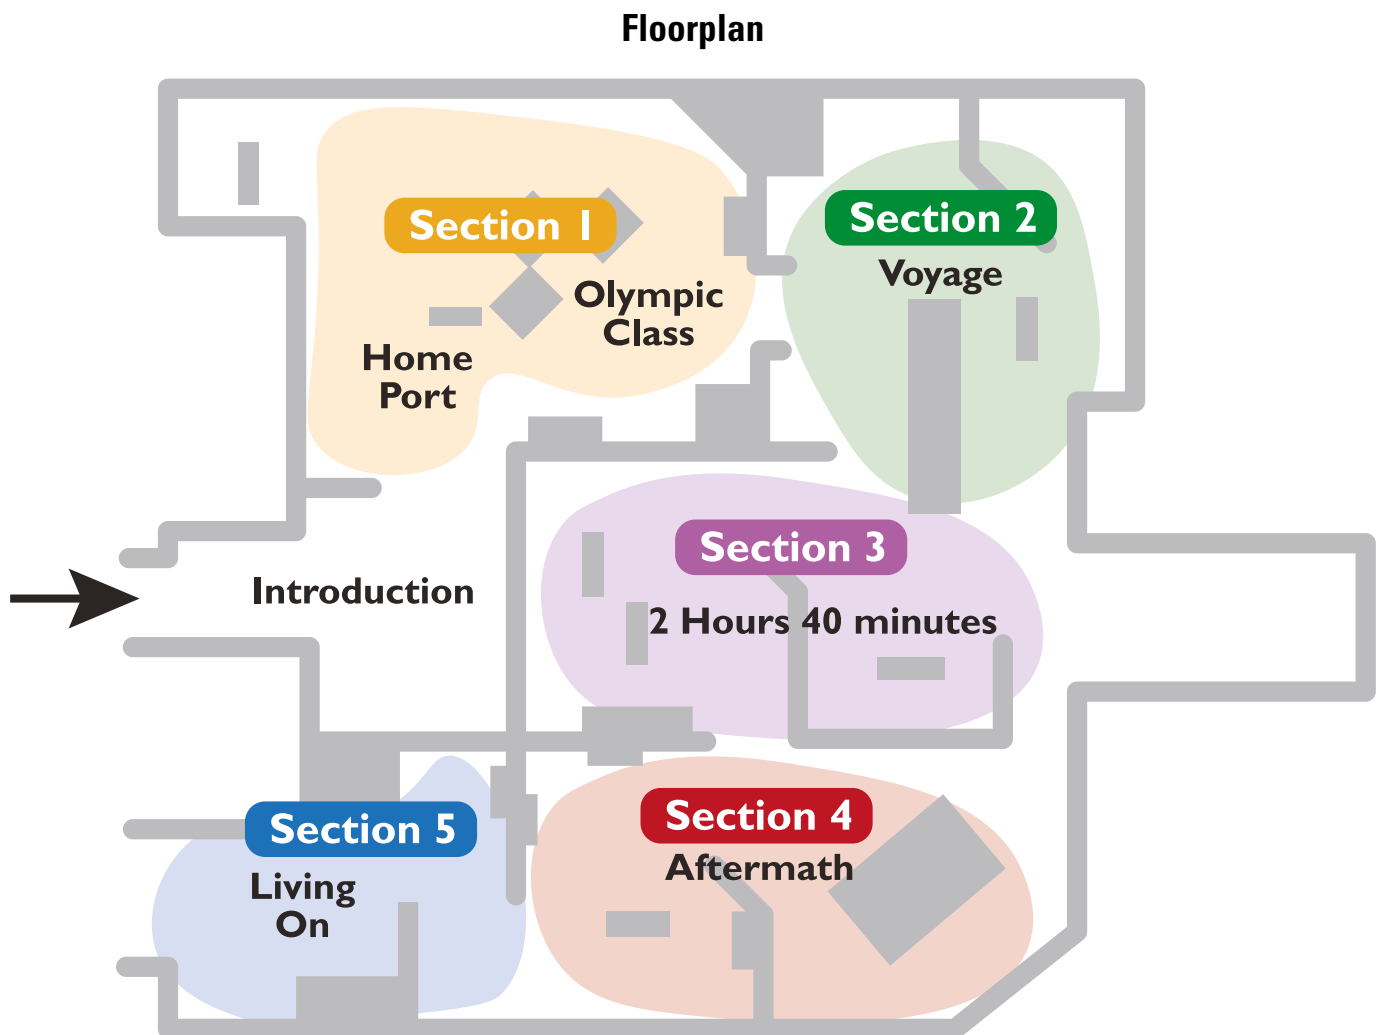 Floorplan
Section 1
Olympic
Class
Home
Port
Section 2
Voyage
Introduction
Section 3
2 Hours 40 minutes
Section 4
Aftermath
Section 5
Living
On